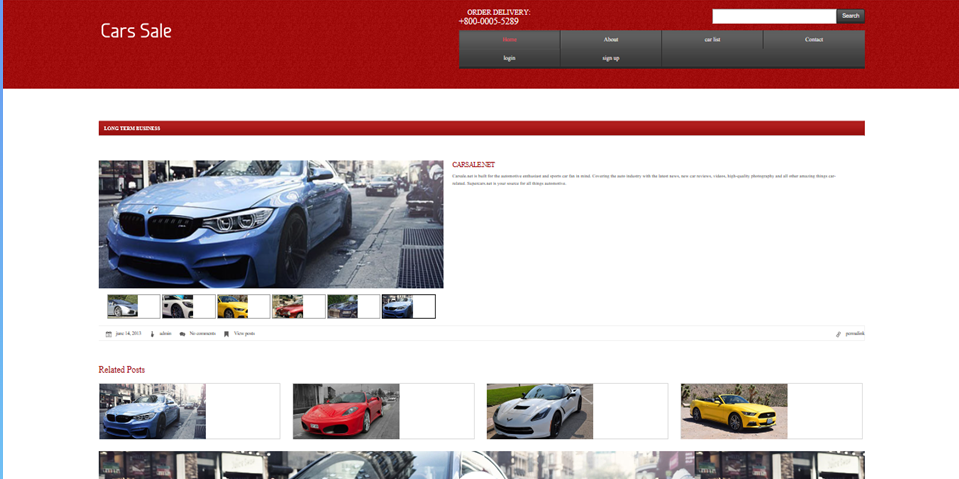 Cars Sale
ORDER DELIVERY:
+800-0005-5289
Search
Home
About
car list
Contact
login
sign up
LONG TERM BUSINESS
CARSALE.NET
Carsale.net is built for the automotive enthusiast and sports-car fan in mind. Covering the auto industry with the latest news, new car reviews, videos, high-quality photography and all other amazing things car-
related. Supercars.net is your source for all things automotive.
june 14, 2013
admin
No comments
View posts
permalink
Related Posts